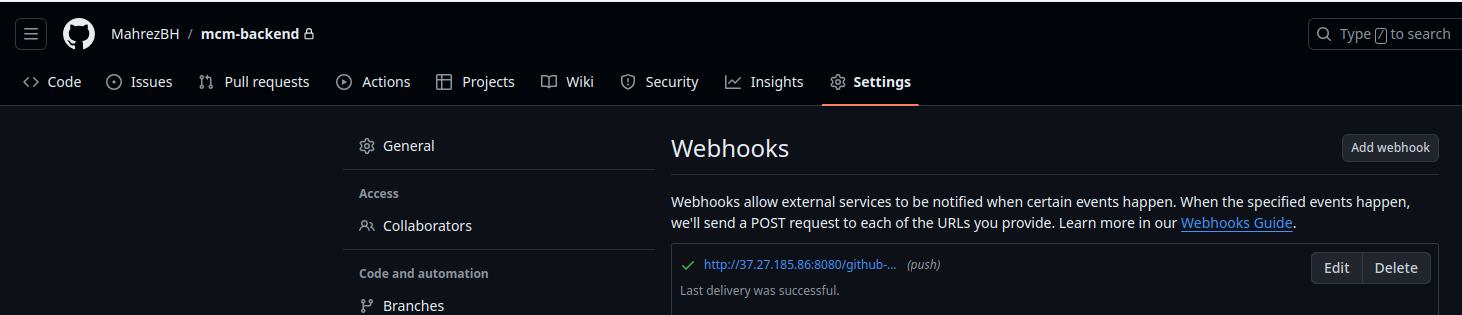 MahrezBH / mcm-backend
Type / to search
Code Issues Pull requests Actions Projects Wiki Security Insights Settings
General
Access
Collaborators
Code and automation
Branches
Webhooks
Add webhook
Webhooks allow external services to be notified when certain events happen. When the specified events happen,
we'll send a POST request to each of the URLs you provide. Learn more in our Webhooks Guide.
http://37.27.185.86:8080/github-... (push)
Edit Delete
Last delivery was successful.